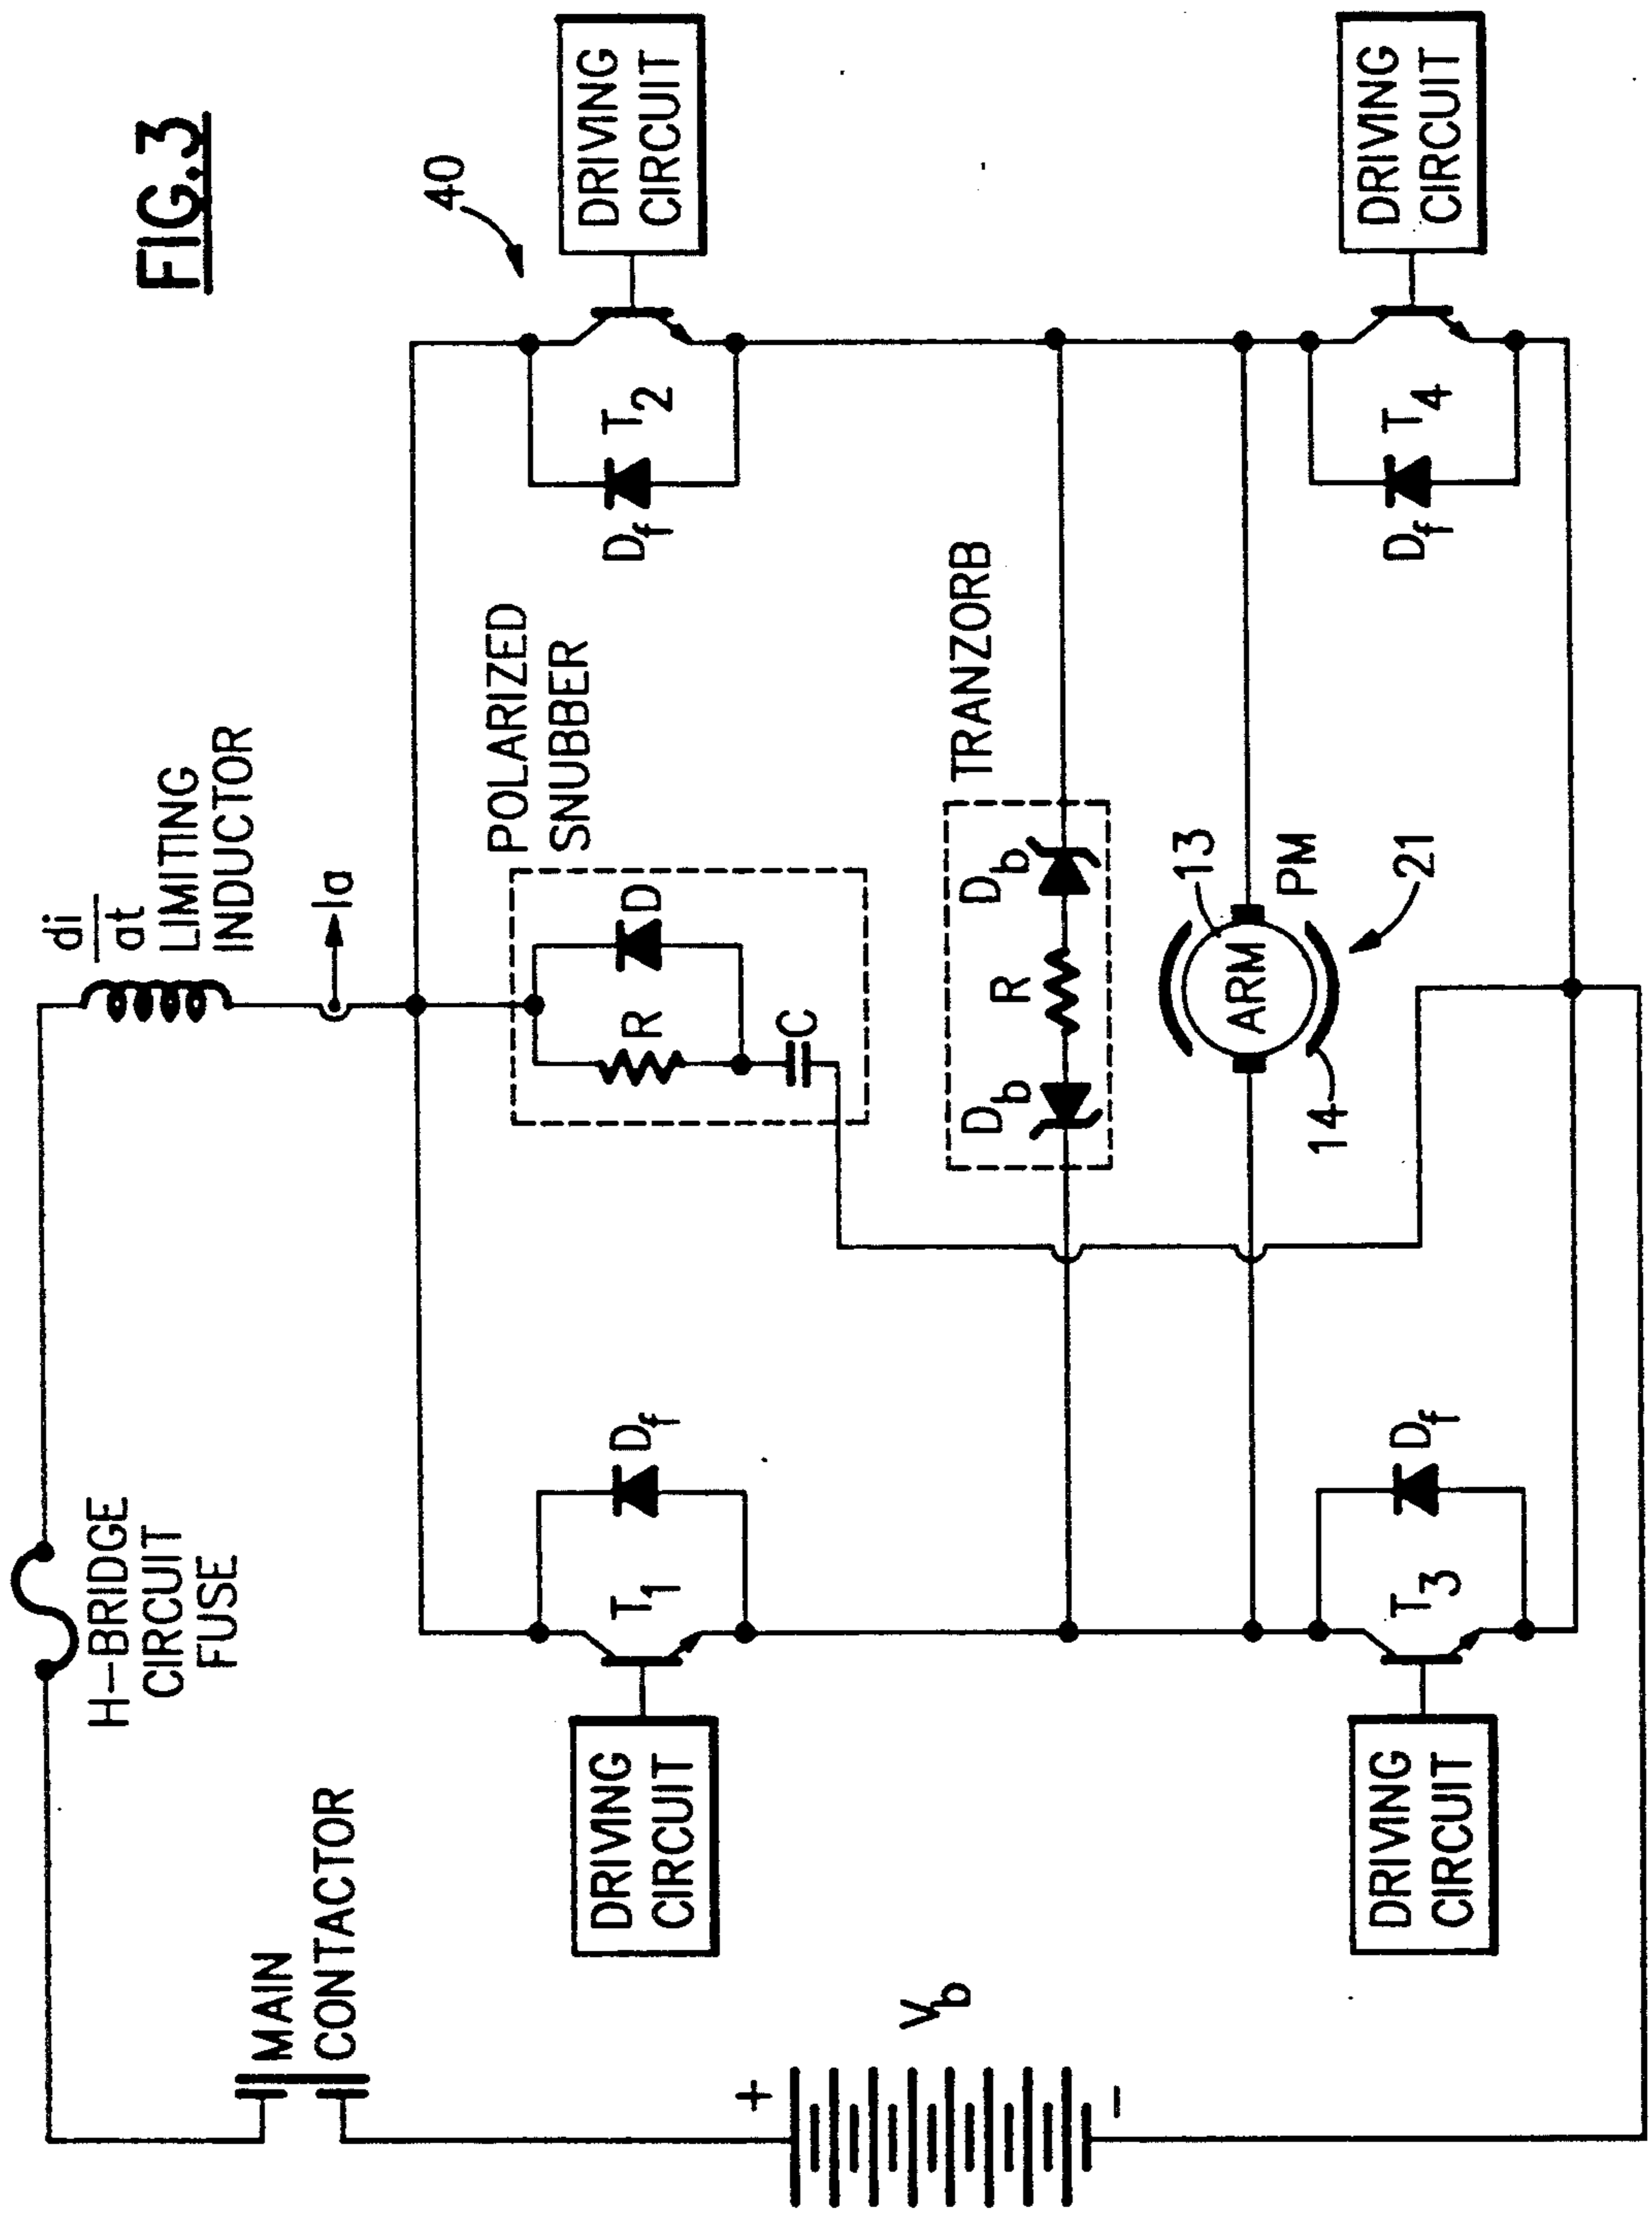 FIG.3
MAIN
CONTACTOR
H-BRIDGE
CIRCUIT
FUSE
di
at
LIMITING
INDUCTOR
Ia
40
DRIVING
CIRCUIT
T1
Df
POLARIZED
SNUBBER
R
D
C
Df
T2
DRIVING
CIRCUIT
+
Vb
-
TRANZORB
Db
R
Db
13
ARM
PM
14
21
DRIVING
CIRCUIT
T3
Df
Df
T4
DRIVING
CIRCUIT